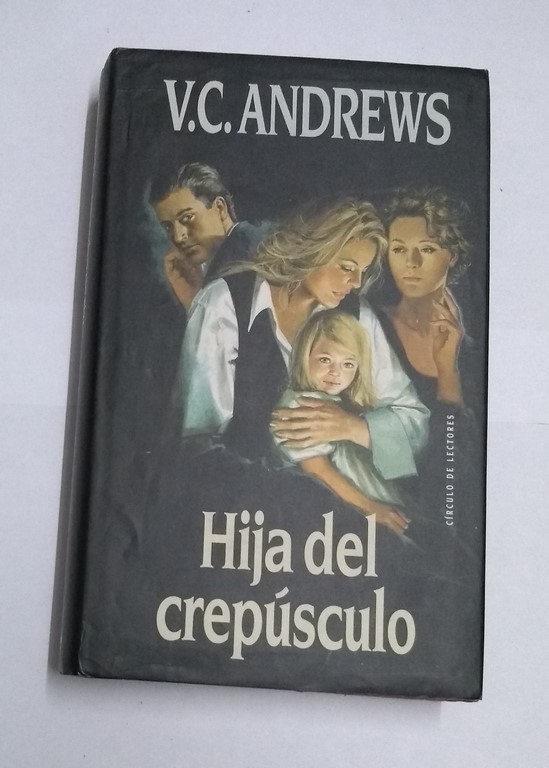 V.C. ANDREWS
CÍRCULO DE LECTORES
Hija del
crepúsculo